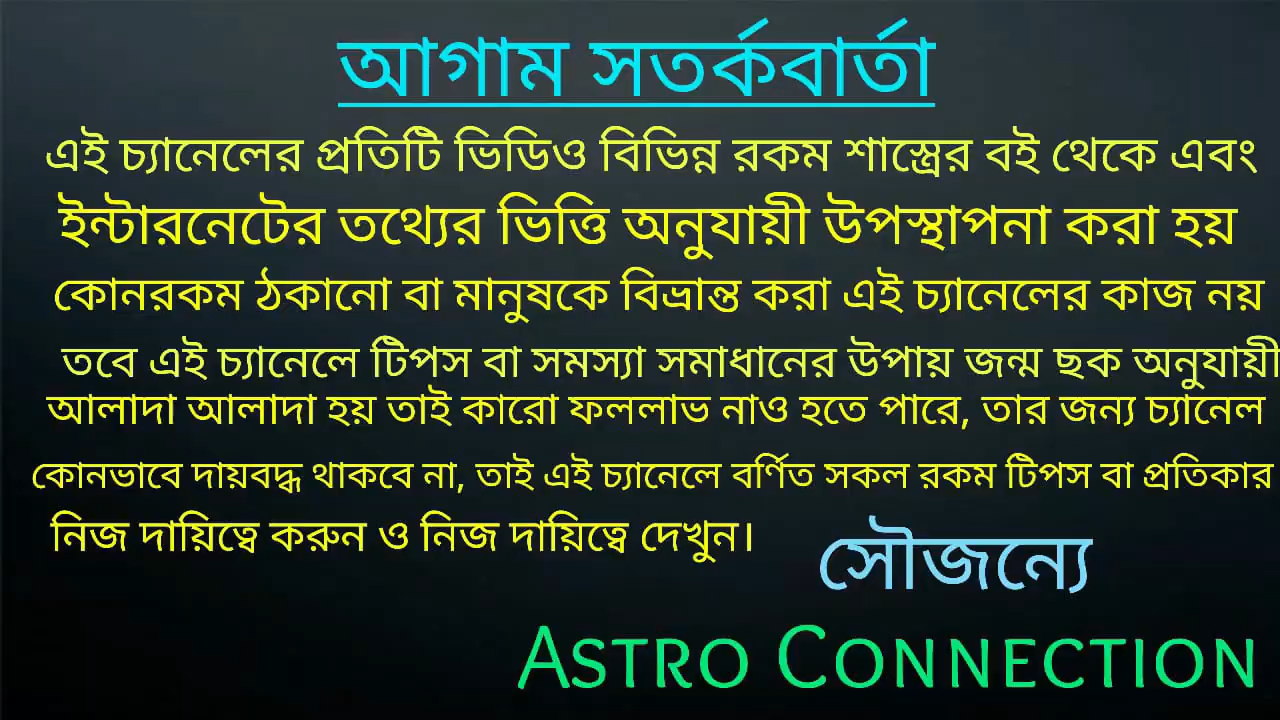 আগাম সতর্কবার্তা
এই চ্যানেলের প্রতিটি ভিডিও বিভিন্ন রকম শাস্ত্রের বই থেকে এবং
ইন্টারনেটের তথ্যের ভিত্তি অনুযায়ী উপস্থাপনা করা হয়
কোনরকম ঠকানো বা মানুষকে বিভ্রান্ত করা এই চ্যানেলের কাজ নয়
তবে এই চ্যানেলে টিপস বা সমস্যা সমাধানের উপায় জন্ম ছক অনুযায়ী
আলাদা আলাদা হয় তাই কারো ফললাভ নাও হতে পারে, তার জন্য চ্যানেল
কোনভাবে দায়বদ্ধ থাকবে না, তাই এই চ্যানেলে বর্ণিত সকল রকম টিপস বা প্রতিকার
নিজ দায়িত্বে করুন ও নিজ দায়িত্বে দেখুন।
সৌজন্যে
ASTRO CONNECTION